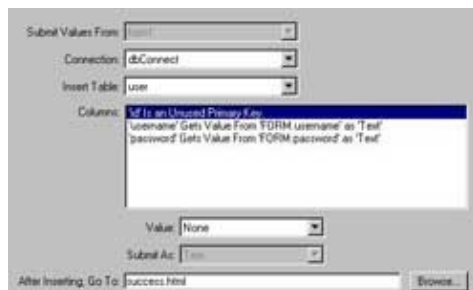 Submit Values From: form1
Connection: dbConnect
Insert Table: user
Columns: 'id' Is an Unused Primary Key.
'username' Gets Value From 'FORM.username' as 'Text'
'password' Gets Value From 'FORM.password' as 'Text'
Value: None
Submit As: Text
After Inserting, Go To: success.html Browse...